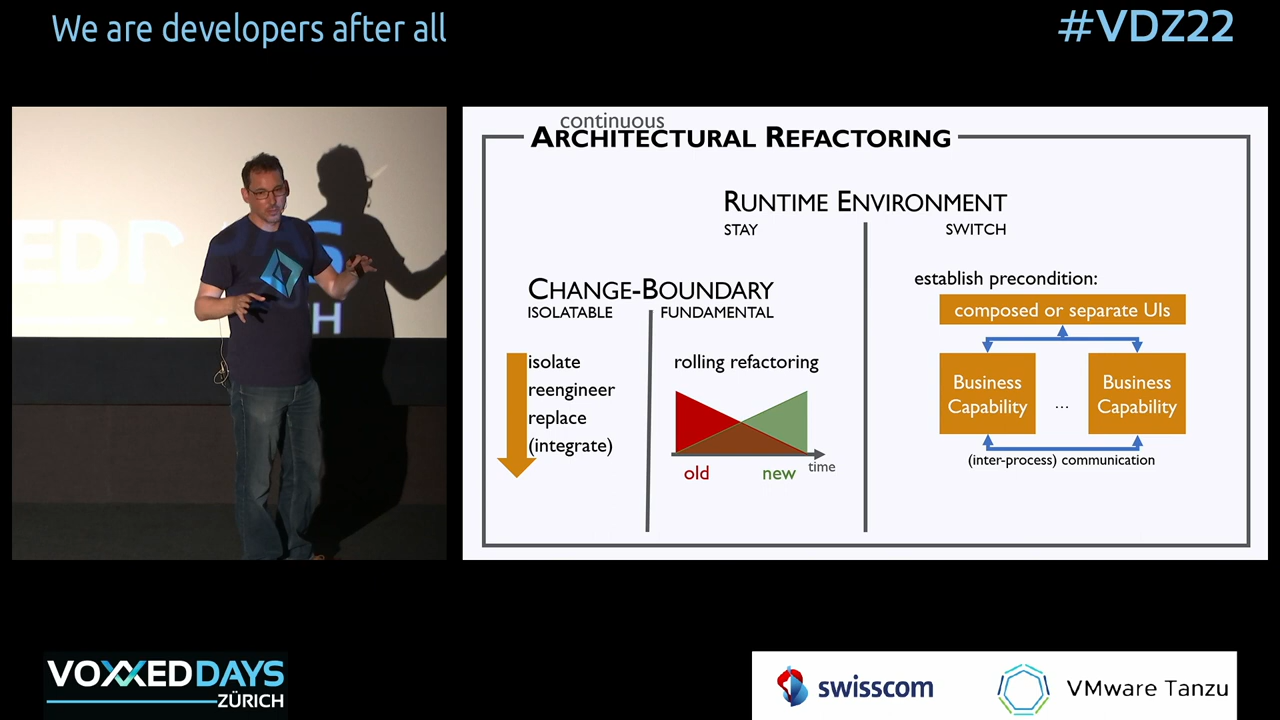 We are developers after all
#VDZ22
continuous
ARCHITECTURAL REFACTORING
RUNTIME ENVIRONMENT
STAY
SWITCH
CHANGE-BOUNDARY
ISOLATABLE
FUNDAMENTAL
isolate
reengineer
replace
(integrate)
rolling refactoring
old
new
time
establish precondition:
composed or separate UIs
Business
Capability
...
Business
Capability
(inter-process) communication
VOXXED DAYS
ZÜRICH
swisscom
VMware Tanzu